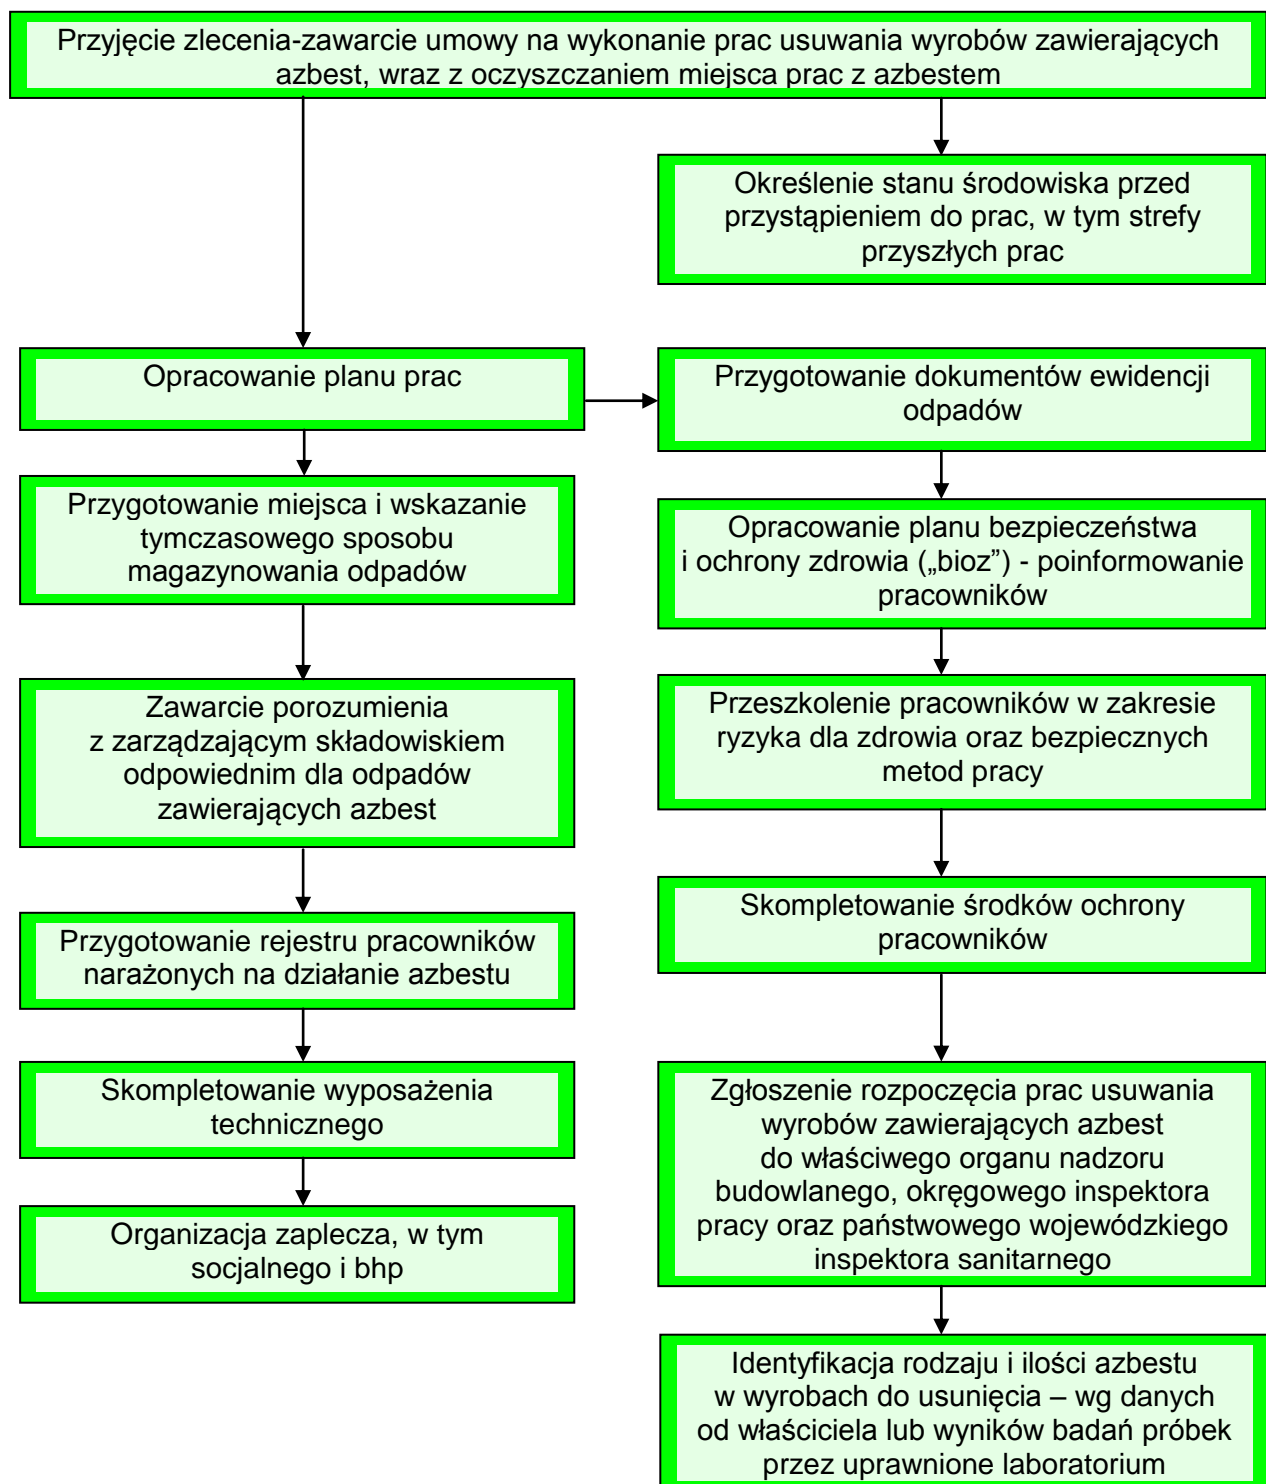 Przyjęcie zlecenia-zawarcie umowy na wykonanie prac usuwania wyrobów zawierających
azbest, wraz z oczyszczaniem miejsca prac z azbestem
Określenie stanu środowiska przed
przystąpieniem do prac, w tym strefy
przyszłych prac
Opracowanie planu prac
Przygotowanie dokumentów ewidencji
odpadów
Przygotowanie miejsca i wskazanie
tymczasowego sposobu
magazynowania odpadów
Opracowanie planu bezpieczeństwa
i ochrony zdrowia („bioz”) - poinformowanie
pracowników
Zawarcie porozumienia
z zarządzającym składowiskiem
odpowiednim dla odpadów
zawierających azbest
Przeszkolenie pracowników w zakresie
ryzyka dla zdrowia oraz bezpiecznych
metod pracy
Przygotowanie rejestru pracowników
narażonych na działanie azbestu
Skompletowanie środków ochrony
pracowników
Skompletowanie wyposażenia
technicznego
Zgłoszenie rozpoczęcia prac usuwania
wyrobów zawierających azbest
do właściwego organu nadzoru
budowlanego, okręgowego inspektora
pracy oraz państwowego wojewódzkiego
inspektora sanitarnego
Organizacja zaplecza, w tym
socjalnego i bhp
Identyfikacja rodzaju i ilości azbestu
w wyrobach do usunięcia – wg danych
od właściciela lub wyników badań próbek
przez uprawnione laboratorium